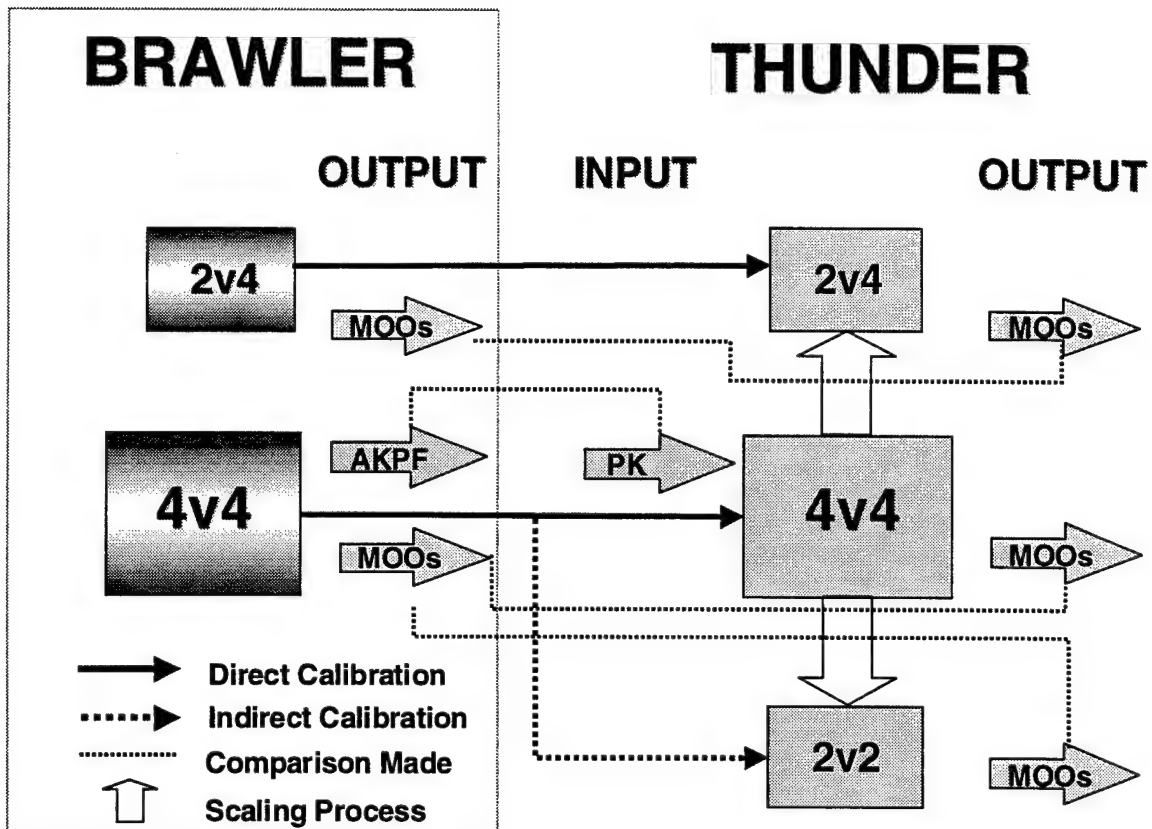 BRAWLER
THUNDER
OUTPUT
INPUT
OUTPUT
2v4
2v4
MOOs
MOOs
AKPF
PK
4v4
4v4
MOOs
MOOs
Direct Calibration
Indirect Calibration
2v2
Comparison Made
MOOs
Scaling Process